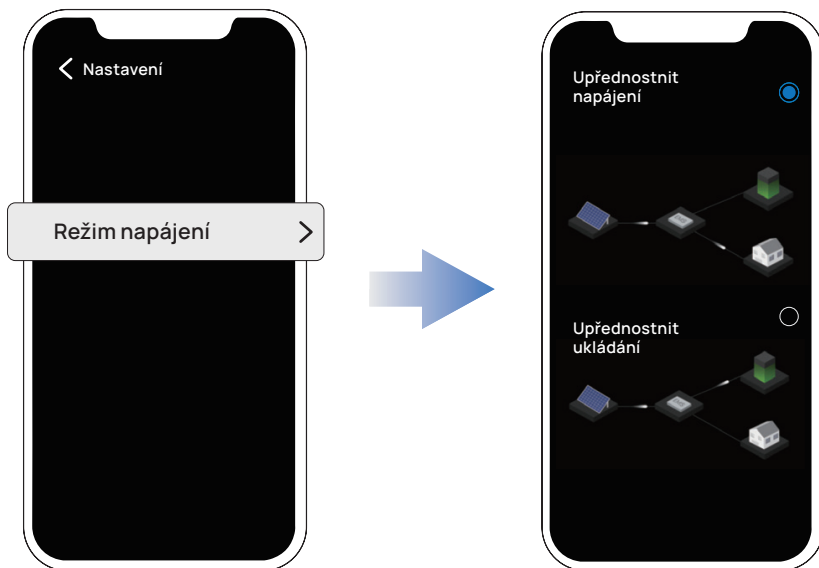 Nastavení
Režim napájení
Upřednostnit
napájení
Upřednostnit
ukládání